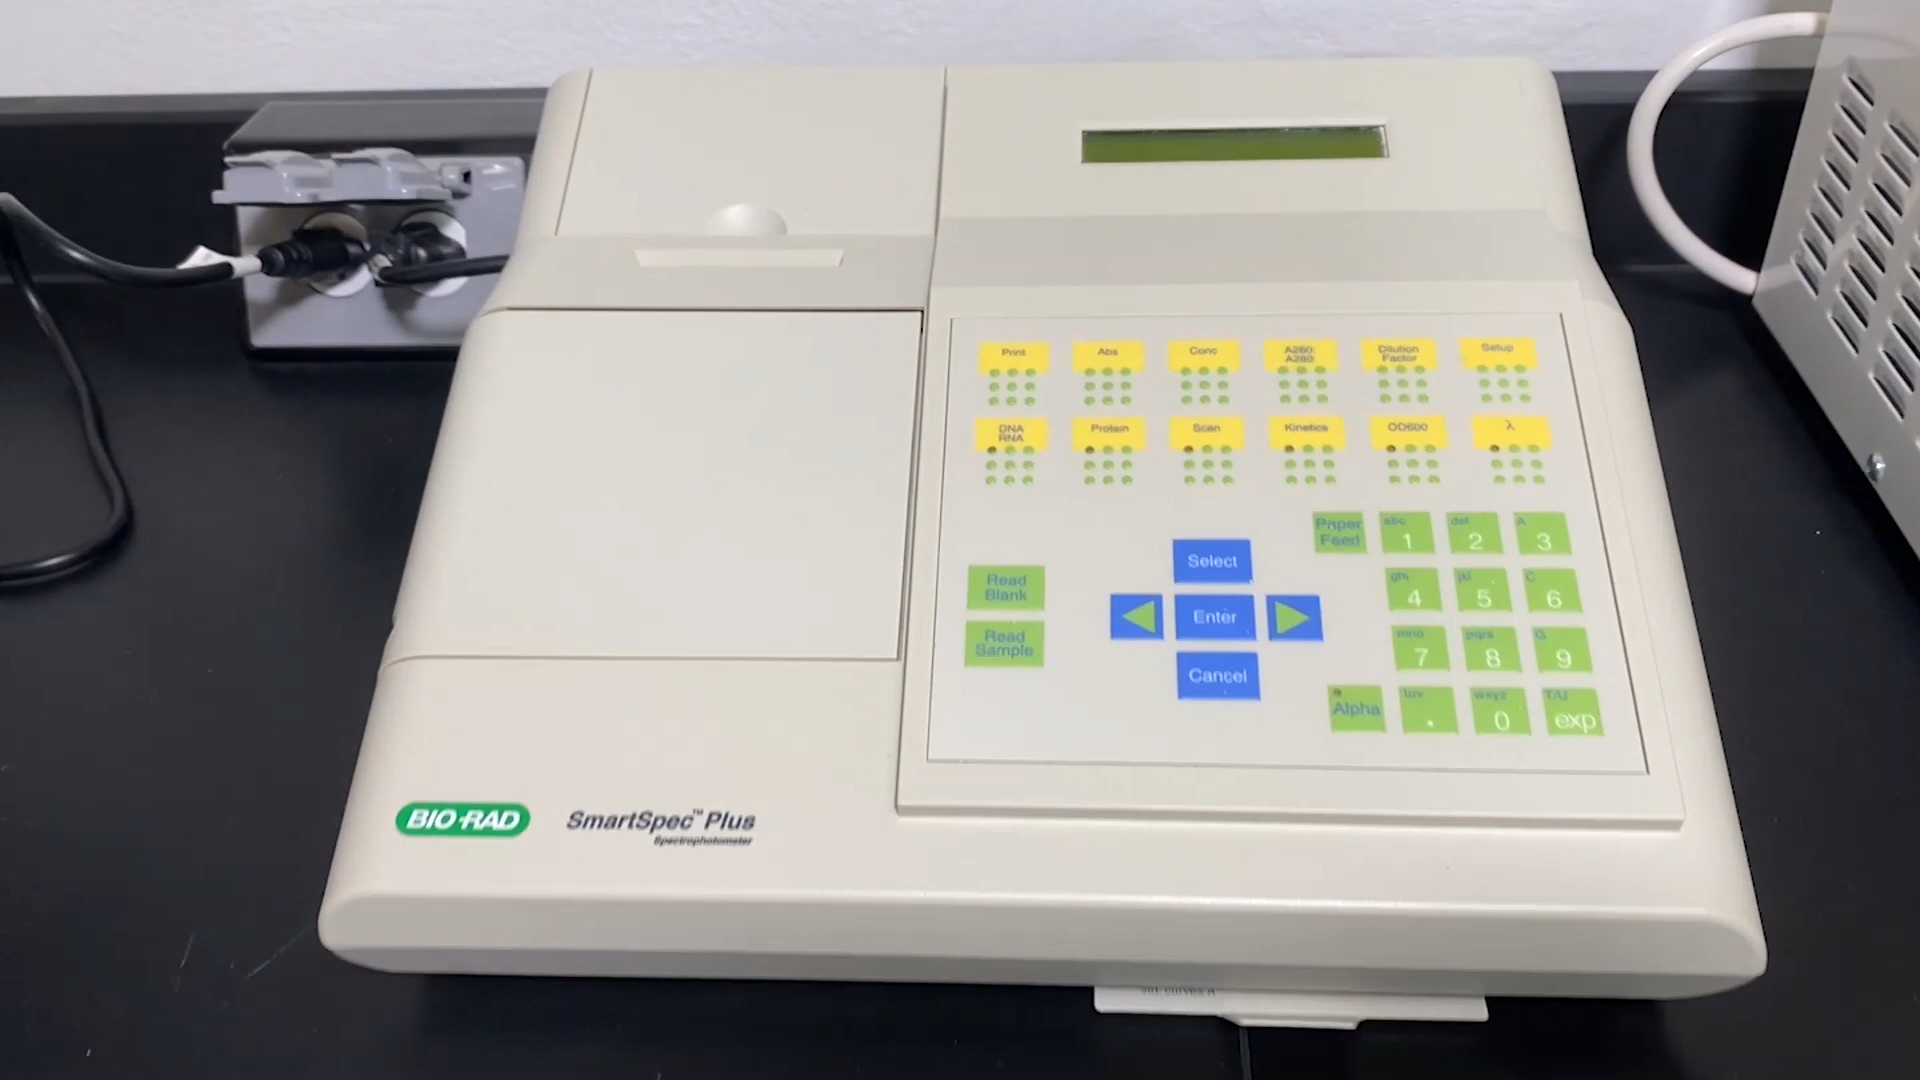 Print
Abs
Conc
A260:
A280
Dilution
Factor
Setup
DNA
RNA
Protein
Scan
Kinetics
OD600
λ
Paper
Feed
abc
1
def
2
A
3
Select
Read
Blank
ghi
4
jkl
5
C
6
Enter
Read
Sample
mno
7
pqrs
8
G
9
Cancel
Alpha
tuv
.
wxyz
0
T/U
exp
BIO-RAD
SmartSpec™ Plus
Spectrophotometer